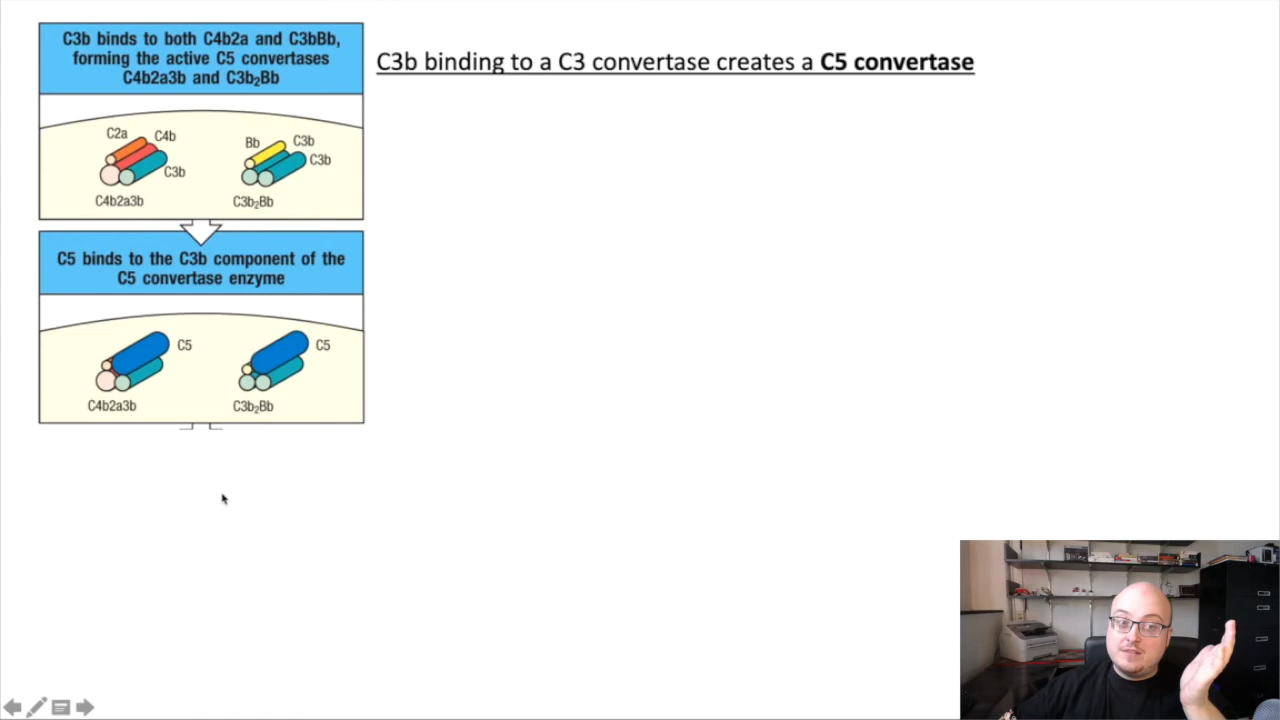 C3b binds to both C4b2a and C3bBb,
forming the active C5 convertases
C4b2a3b and C3b₂Bb
C3b binding to a C3 convertase creates a C5 convertase
C2a
C4b
C3b
C4b2a3b
Bb
C3b
C3b
C3b₂Bb
C5 binds to the C3b component of the
C5 convertase enzyme
C5
C4b2a3b
C5
C3b₂Bb